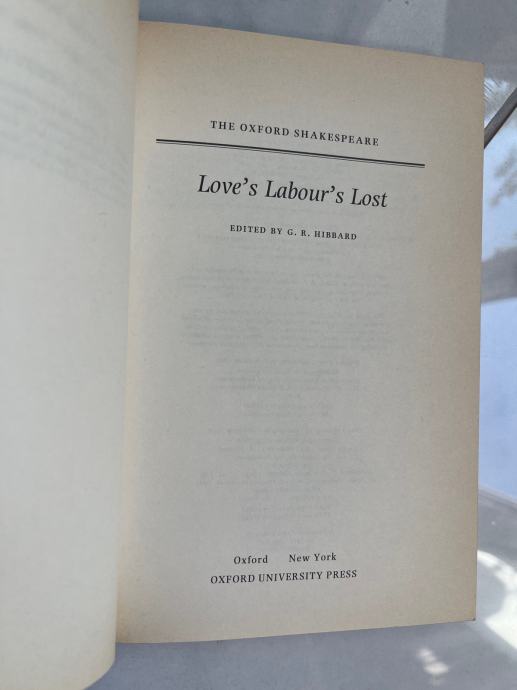 THE OXFORD SHAKESPEARE
Love's Labour's Lost
EDITED BY G. R. HIBBARD
Oxford New York
OXFORD UNIVERSITY PRESS